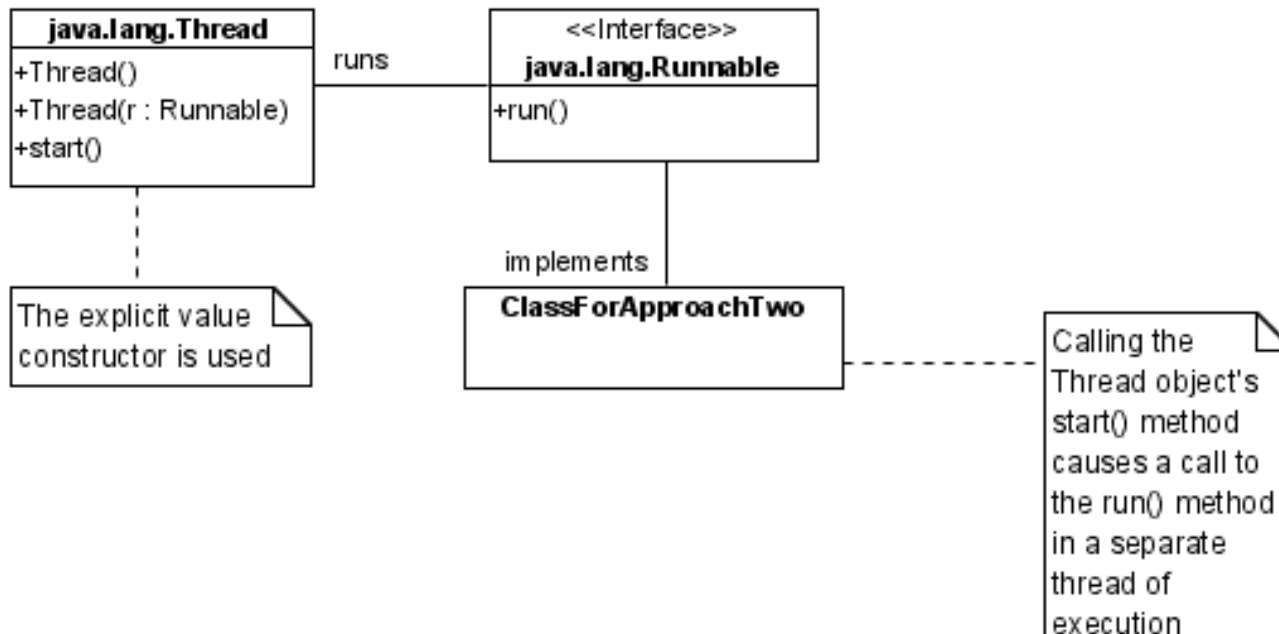 java.lang.Thread
+Thread()
+Thread(r : Runnable)
+start()
runs
<<Interface>>
java.lang.Runnable
+run()
implements
The explicit value
constructor is used
ClassForApproachTwo
Calling the
Thread object's
start() method
causes a call to
the run() method
in a separate
thread of
execution